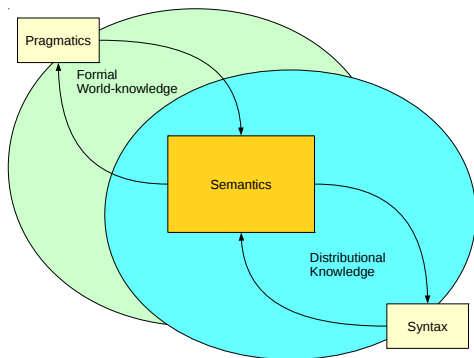 Pragmatics
Formal
World-knowledge
Semantics
Distributional
Knowledge
Syntax